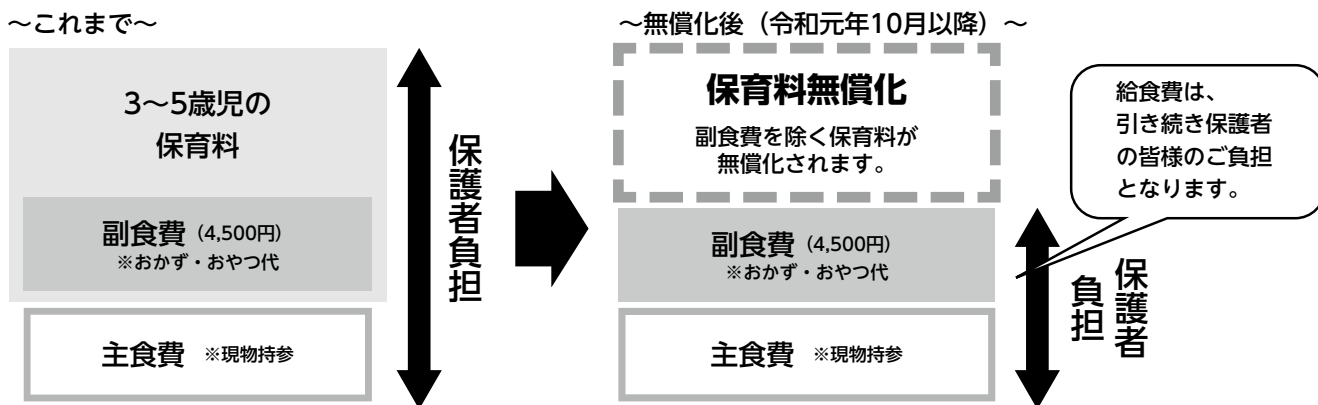 ～これまで～
3～5歳児の
保育料
副食費（4,500円）
※おかず・おやつ代
主食費 ※現物持参
保護者負担
～無償化後（令和元年10月以降）～
保育料無償化
副食費を除く保育料が
無償化されます。
副食費（4,500円）
※おかず・おやつ代
主食費 ※現物持参
保護者
負担
給食費は、
引き続き保護者
の皆様のご負担
となります。